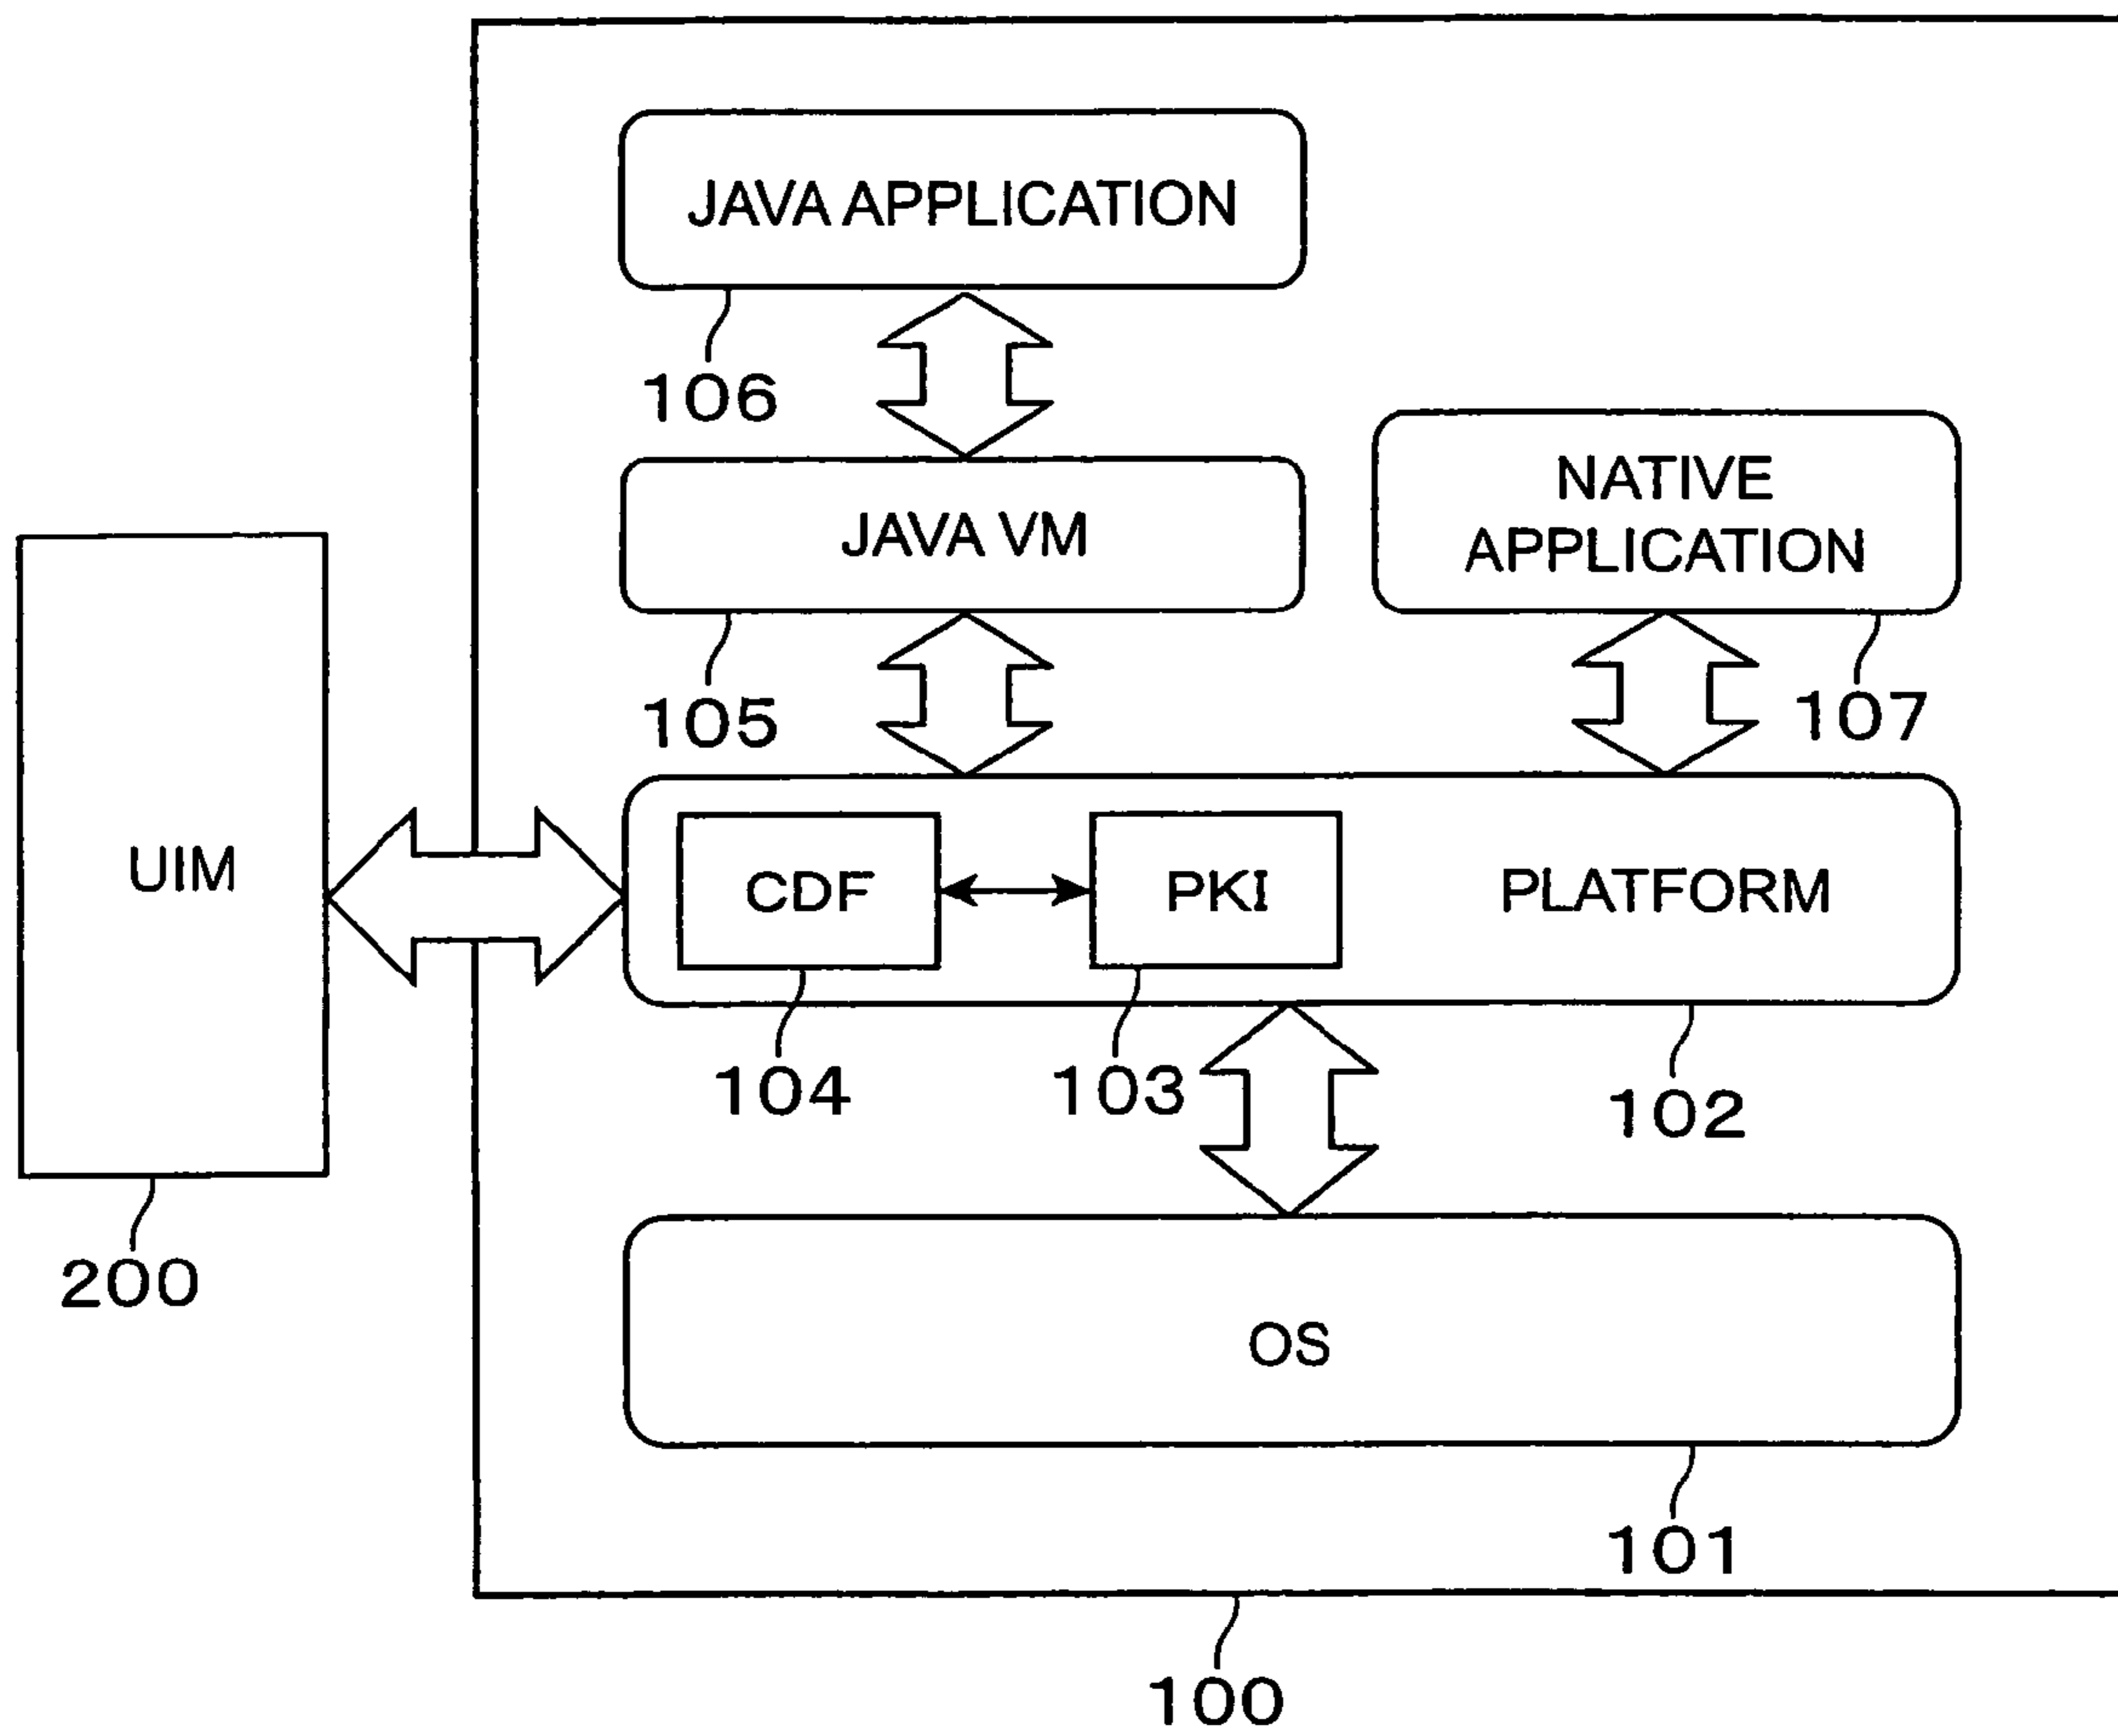 JAVA APPLICATION
106
JAVA VM
NATIVE
APPLICATION
105
107
UIM
CDF
PKI
PLATFORM
104
103
102
200
OS
101
100